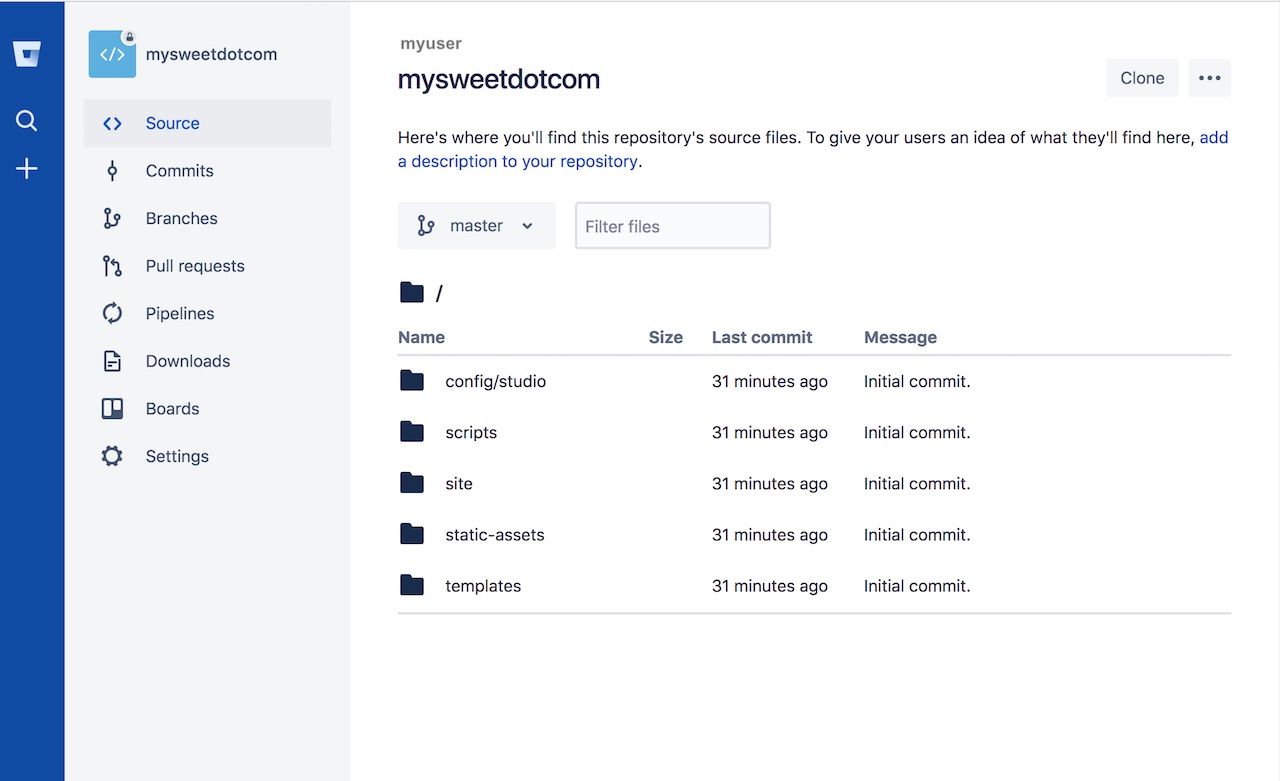 mysweetdotcom
Source
Commits
Branches
Pull requests
Pipelines
Downloads
Boards
Settings
myuser
mysweetdotcom
Clone
Here's where you'll find this repository's source files. To give your users an idea of what they'll find here, add
a description to your repository.
master
Filter files
/
Name Size Last commit Message
config/studio 31 minutes ago Initial commit.
scripts 31 minutes ago Initial commit.
site 31 minutes ago Initial commit.
static-assets 31 minutes ago Initial commit.
templates 31 minutes ago Initial commit.